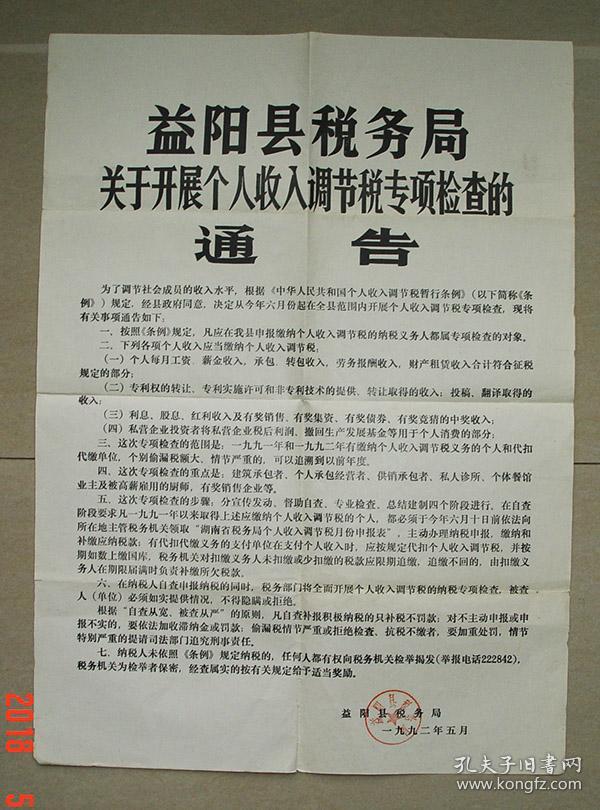 益阳县税务局
关于开展个人收入调节税专项检查的
通 告
为了调节社会成员的收入水平，根据《中华人民共和国个人收入调节税暂行条例》（以下简称《条
例》）规定，经县政府同意，决定从今年六月份起在全县范围内开展个人收入调节税专项检查，现将
有关事项通告如下：
一、按照《条例》规定，凡应在我县申报缴纳个人收入调节税的纳税义务人都属专项检查的对象。
二、下列各项个人收入应当缴纳个人收入调节税：
（一）个人每月工资、薪金收入，承包、转包收入，劳务报酬收入，财产租赁收入合计符合征税
规定的部分；
（二）专利权的转让、专利实施许可和非专利技术的提供、转让取得的收入；投稿、翻译取得的
收入；
（三）利息、股息、红利收入及有奖销售、有奖集资、有奖债券、有奖竞猜的中奖收入；
（四）私营企业投资者将私营企业税后利润、撤回生产发展基金等用于个人消费的部分；
三、这次专项检查的范围是：一九九一年和一九九二年有缴纳个人收入调节税义务的个人和代扣
代缴单位，个别偷漏税额大、情节严重的，可以追溯到以前年度。
四、这次专项检查的重点是：建筑承包者、个人承包经营者、供销承包者、私人诊所、个体餐馆
业主及被高薪雇用的厨师，有奖销售企业等。
五、这次专项检查的步骤：分宣传发动、督助自查、专业检查、总结建制四个阶段进行，在自查
阶段要求凡一九九一年以来取得上述应缴纳个人收入调节税的个人，都必须于今年六月十日前依法向
所在地主管税务机关领取“湖南省税务局个人收入调节税月份申报表”，主动办理纳税申报，缴纳和
补缴应纳税款；有代扣代缴义务的支付单位在支付个人收入时，应按规定代扣个人收入调节税，并按
期如数上缴国库，税务机关对扣缴义务人未扣缴或少扣缴的税款应限期追缴，追缴不回的，由扣缴义
务人在期限届满时负责补缴所欠税款。
六、在纳税人自查申报纳税的同时，税务部门将全面开展个人收入调节税的纳税专项检查，被查
人（单位）必须如实提供情况，不得隐瞒或拒绝。
根据“自查从宽、被查从严”的原则，凡自查补报积极纳税的只补税不罚款；对不主动申报或申
报不实的，要依法加收滞纳金或罚款；偷漏税情节严重或拒绝检查、抗税不缴者，要加重处罚，情节
特别严重的提请司法部门追究刑事责任。
七、纳税人未依照《条例》规定纳税的，任何人都有权向税务机关检举揭发（举报电话222842），
税务机关为检举者保密，经查属实的按有关规定给予适当奖励。
益阳县税务局
一九九二年五月
2018 5
孔夫子旧书网
www.kongfz.com